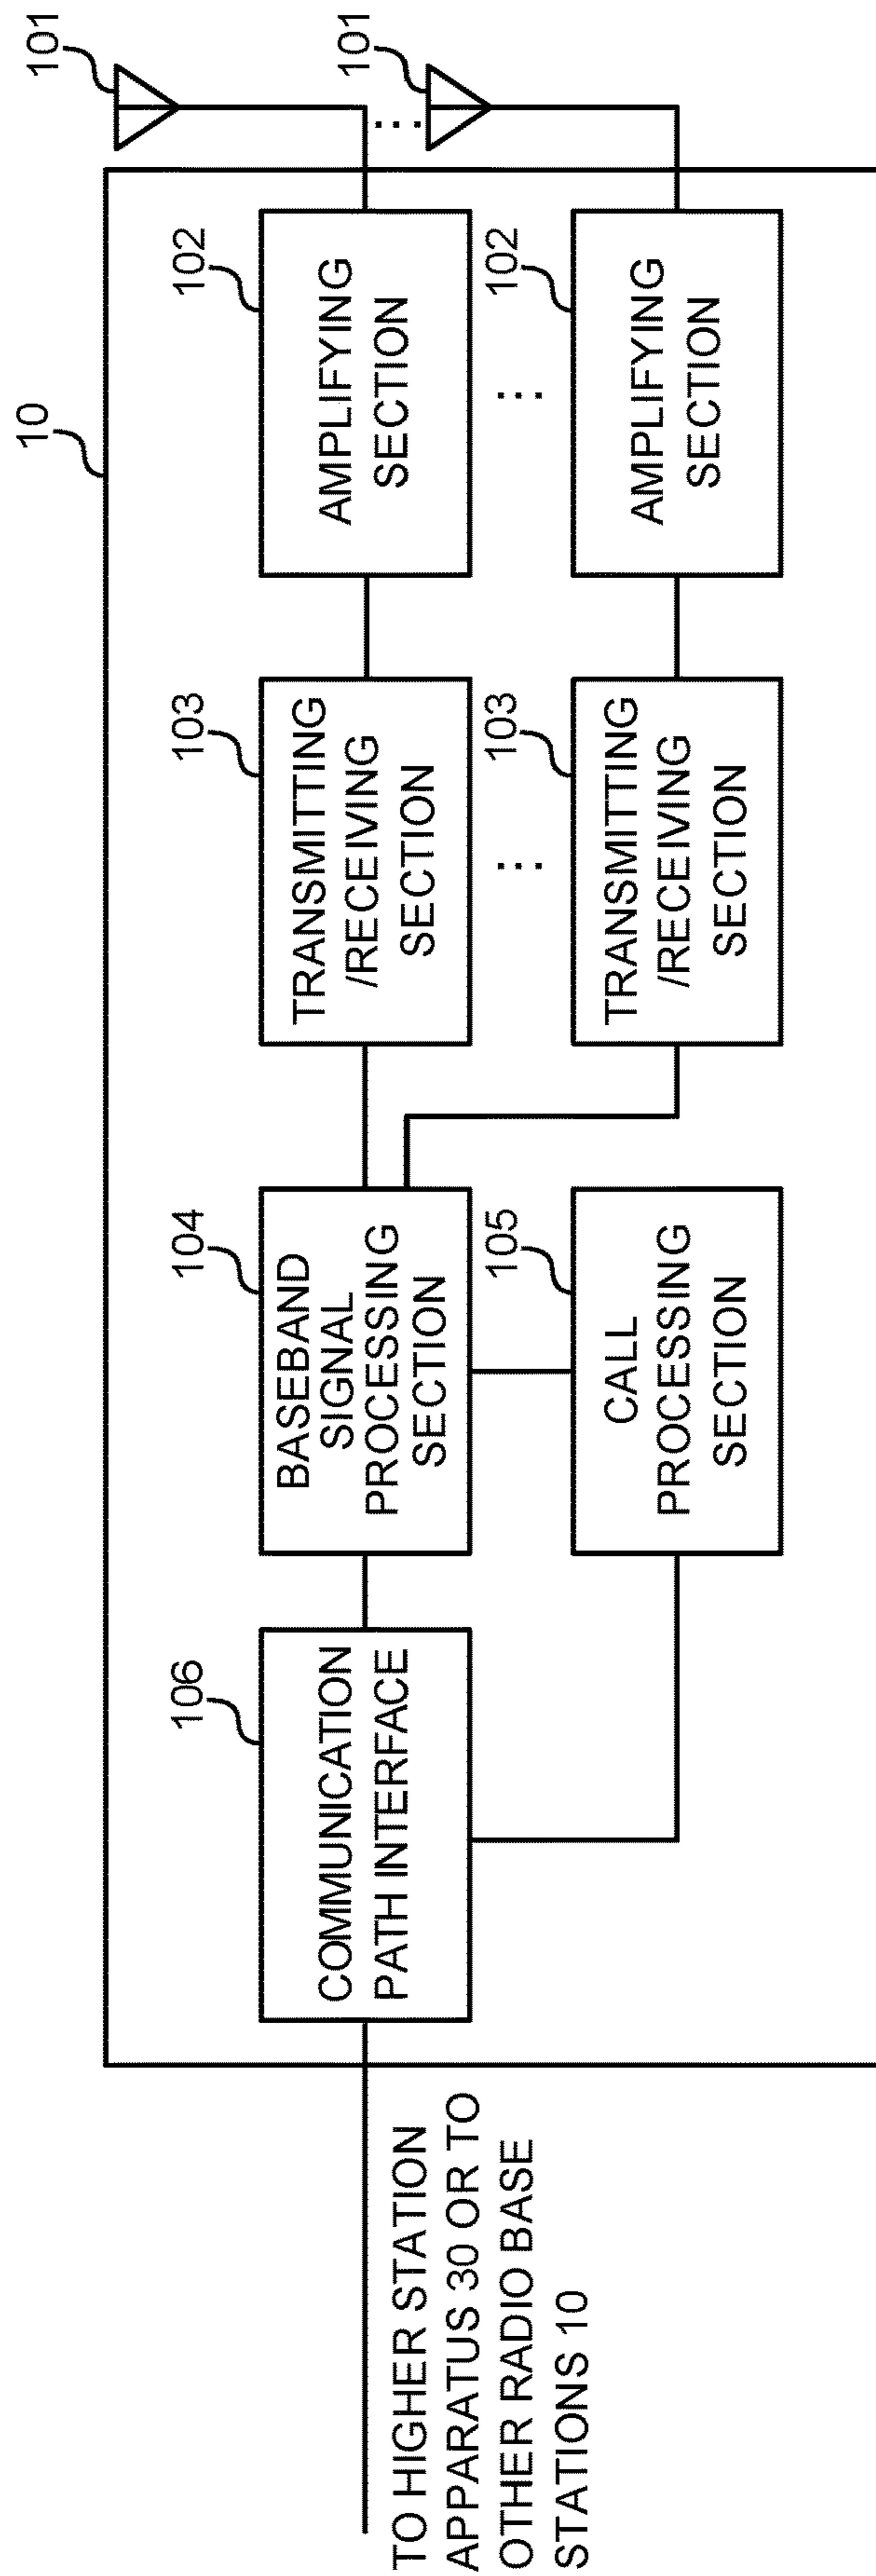 10
101
101
102
AMPLIFYING
SECTION
102
AMPLIFYING
SECTION
103
TRANSMITTING
/RECEIVING
SECTION
103
TRANSMITTING
/RECEIVING
SECTION
104
BASEBAND
SIGNAL
PROCESSING
SECTION
105
CALL
PROCESSING
SECTION
106
COMMUNICATION
PATH INTERFACE
TO HIGHER STATION
APPARATUS 30 OR TO
OTHER RADIO BASE
STATIONS 10